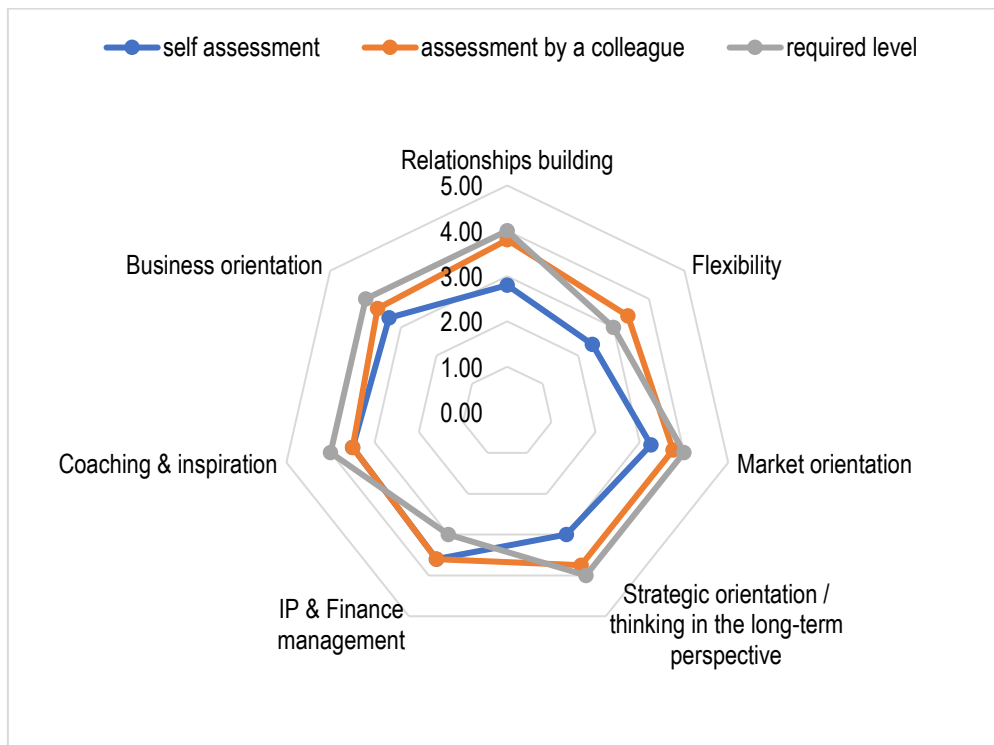 self assessment
assessment by a colleague
required level
Relationships building
5.00
4.00
3.00
2.00
1.00
0.00
Flexibility
Market orientation
Strategic orientation /
thinking in the long-term
perspective
IP & Finance
management
Coaching & inspiration
Business orientation